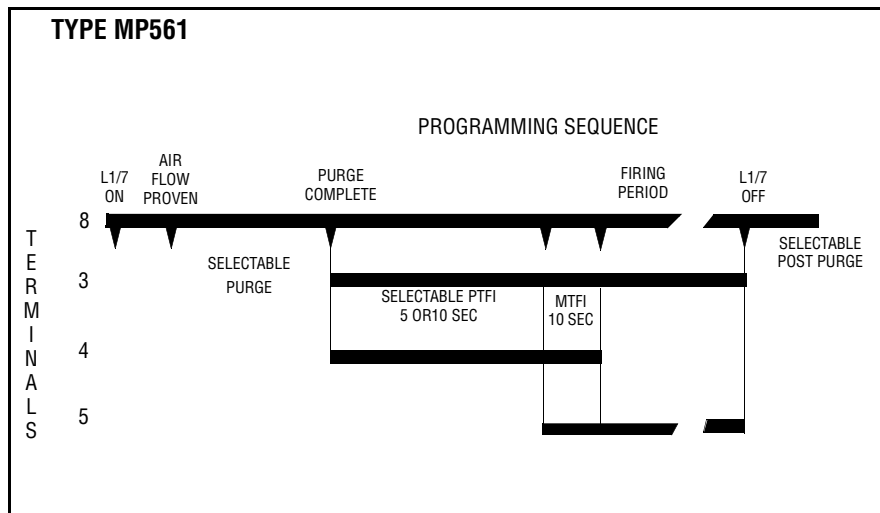 TYPE MP561
PROGRAMMING SEQUENCE
L1/7
ON
AIR
FLOW
PROVEN
PURGE
COMPLETE
FIRING
PERIOD
L1/7
OFF
TERMINALS
8
SELECTABLE
POST PURGE
SELECTABLE
PURGE
3
SELECTABLE PTFI
5 OR10 SEC
MTFI
10 SEC
4
5